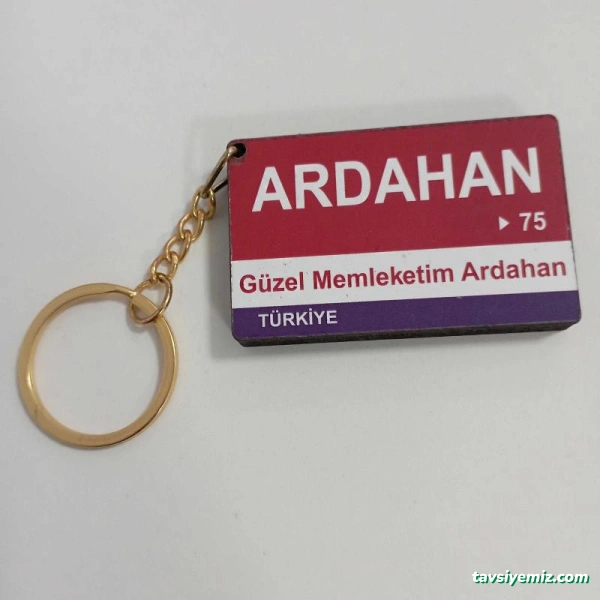 ARDAHAN
▶ 75
Güzel Memleketim Ardahan
TÜRKİYE
tavsiyemiz.com